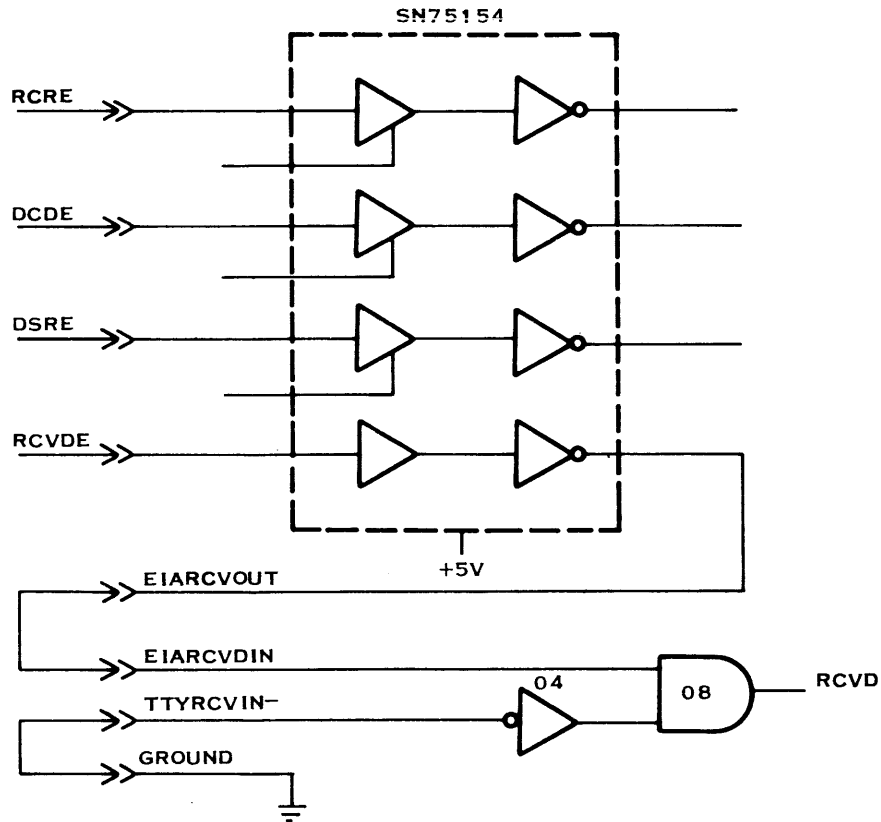 SN75154
RCRE
DCDE
DSRE
RCVDE
+5V
EIARCVOUT
EIARCVDIN
04
TTYRCVIN-
08
RCVD
GROUND